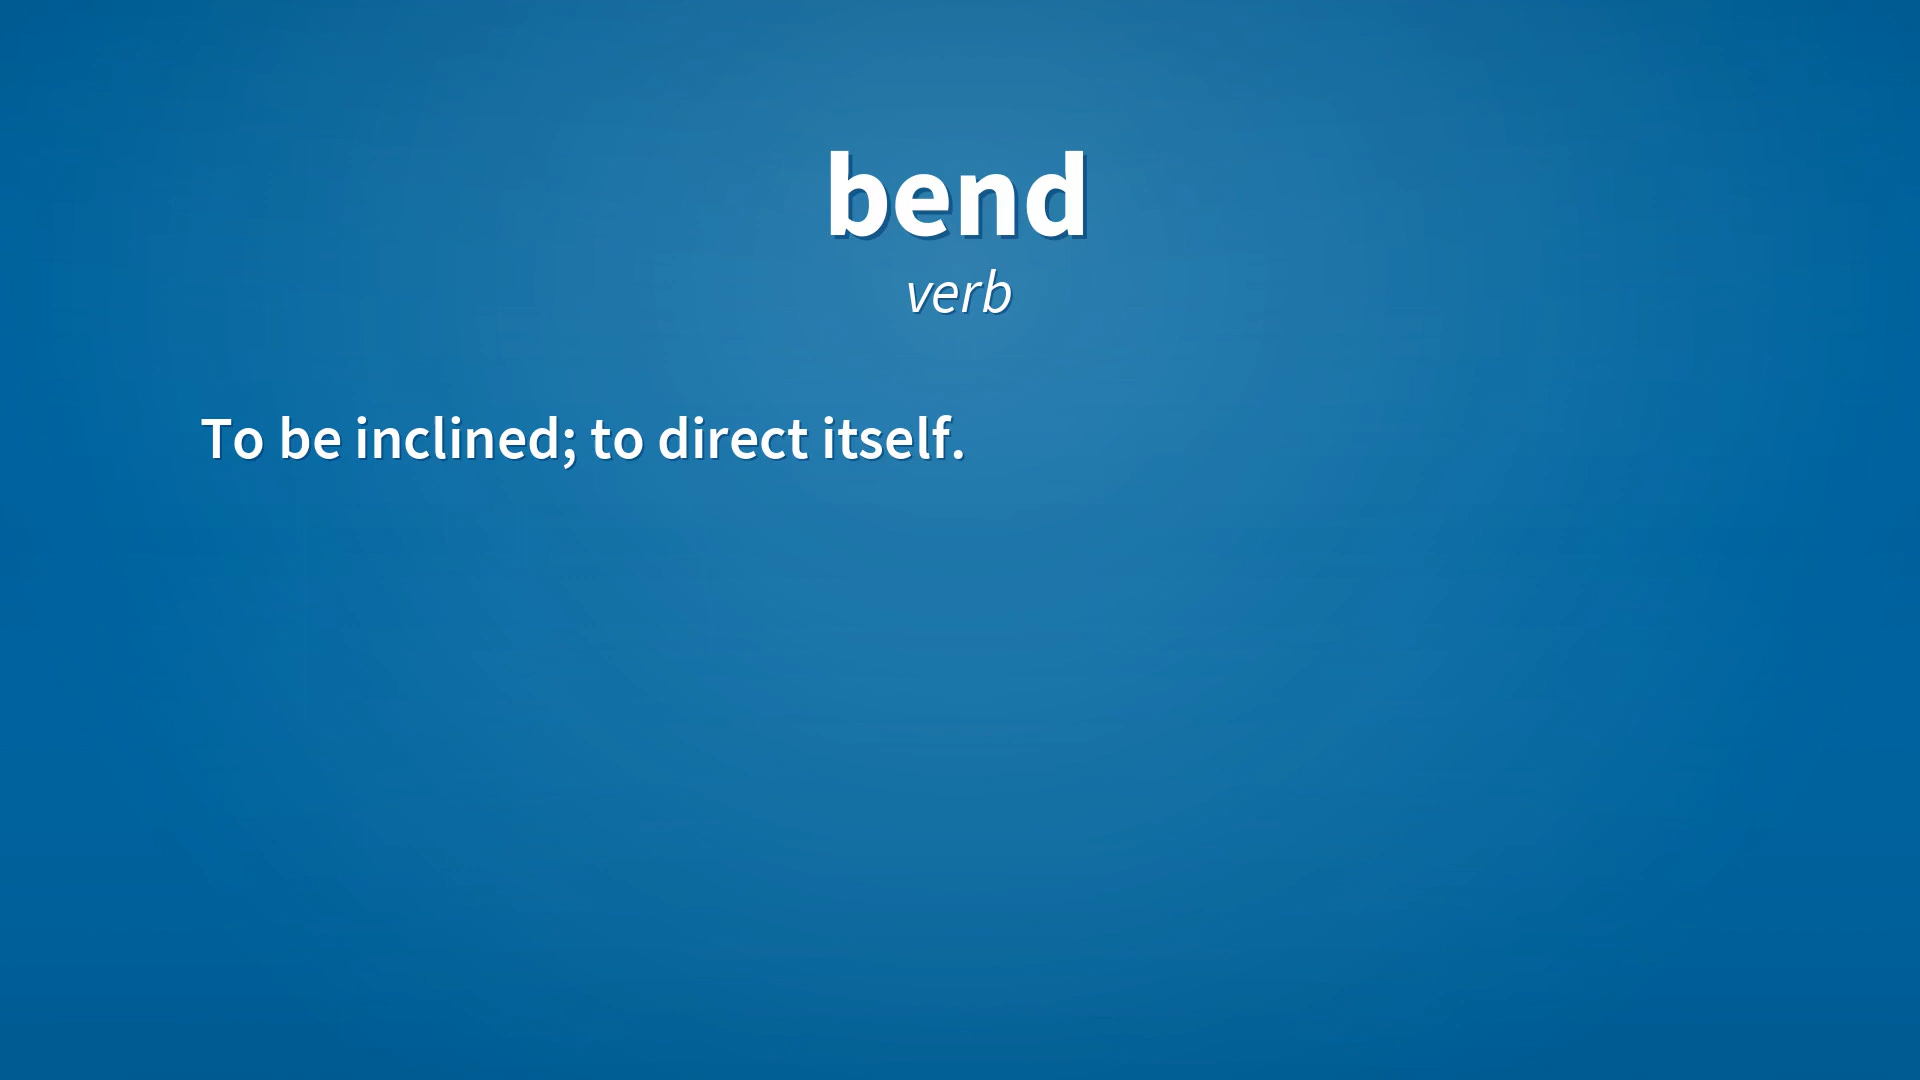 bend
verb
To be inclined; to direct itself.